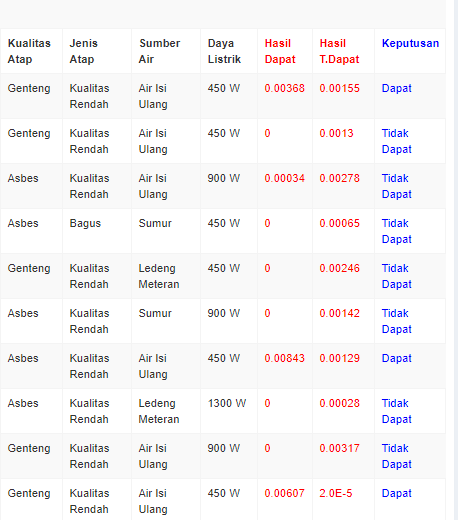 Kualitas Atap Jenis Atap Sumber Air Daya Listrik Hasil Dapat Hasil T.Dapat Keputusan
Genteng Kualitas Rendah Air Isi Ulang 450 W 0.00368 0.00155 Dapat
Genteng Kualitas Rendah Air Isi Ulang 450 W 0 0.0013 Tidak Dapat
Asbes Kualitas Rendah Air Isi Ulang 900 W 0.00034 0.00278 Tidak Dapat
Asbes Bagus Sumur 450 W 0 0.00065 Tidak Dapat
Genteng Kualitas Rendah Ledeng Meteran 450 W 0 0.00246 Tidak Dapat
Asbes Kualitas Rendah Sumur 900 W 0 0.00142 Tidak Dapat
Asbes Kualitas Rendah Air Isi Ulang 450 W 0.00843 0.00129 Dapat
Asbes Kualitas Rendah Ledeng Meteran 1300 W 0 0.00028 Tidak Dapat
Genteng Kualitas Rendah Air Isi Ulang 900 W 0 0.00317 Tidak Dapat
Genteng Kualitas Rendah Air Isi Ulang 450 W 0.00607 2.0E-5 Dapat